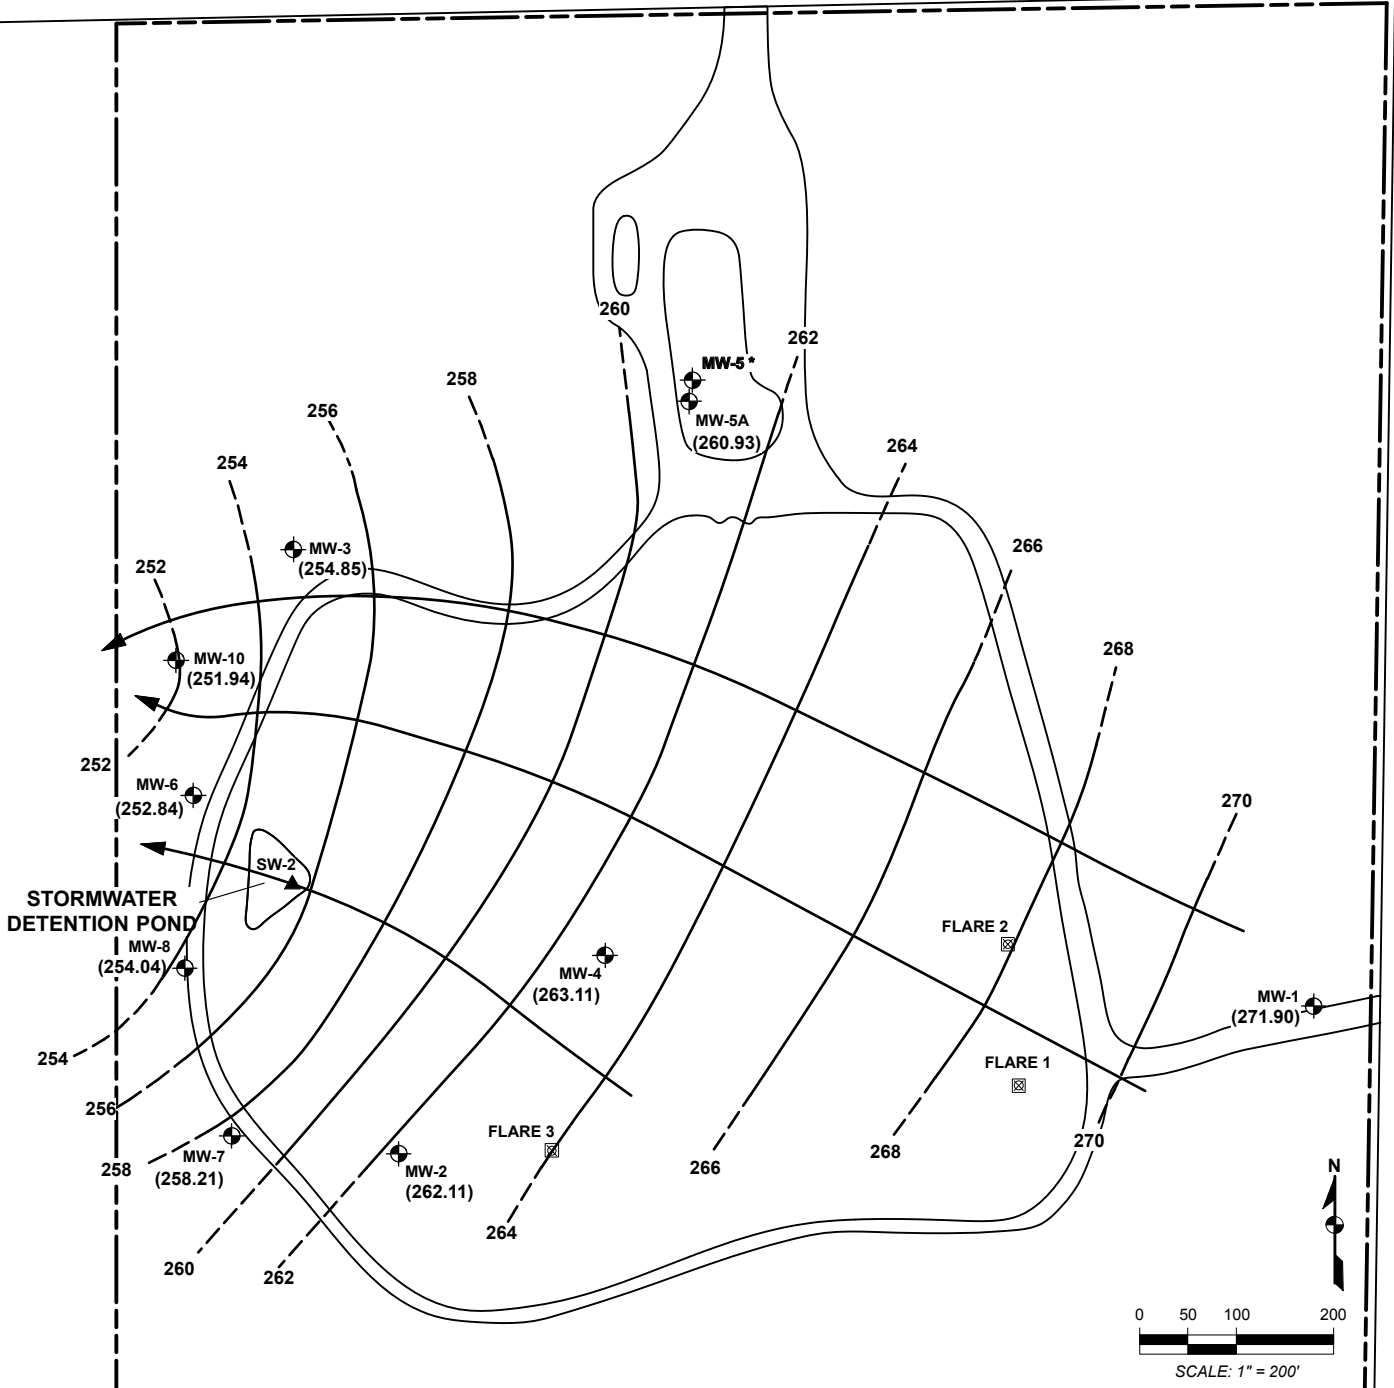 260
262
MW-5 *
258
MW-5A
256
(260.93)
264
254
266
MW-3
252
(254.85)
268
MW-10
(251.94)
252
MW-6
(252.84)
270
SW-2
STORMWATER
DETENTION POND
FLARE 2
MW-8
(254.04)
MW-4
(263.11)
MW-1
(271.90)
254
FLARE 1
256
FLARE 3
270
268
MW-7
(258.21)
258
266
MW-2
(262.11)
N
264
260
262
0 50 100 200
SCALE: 1" = 200'